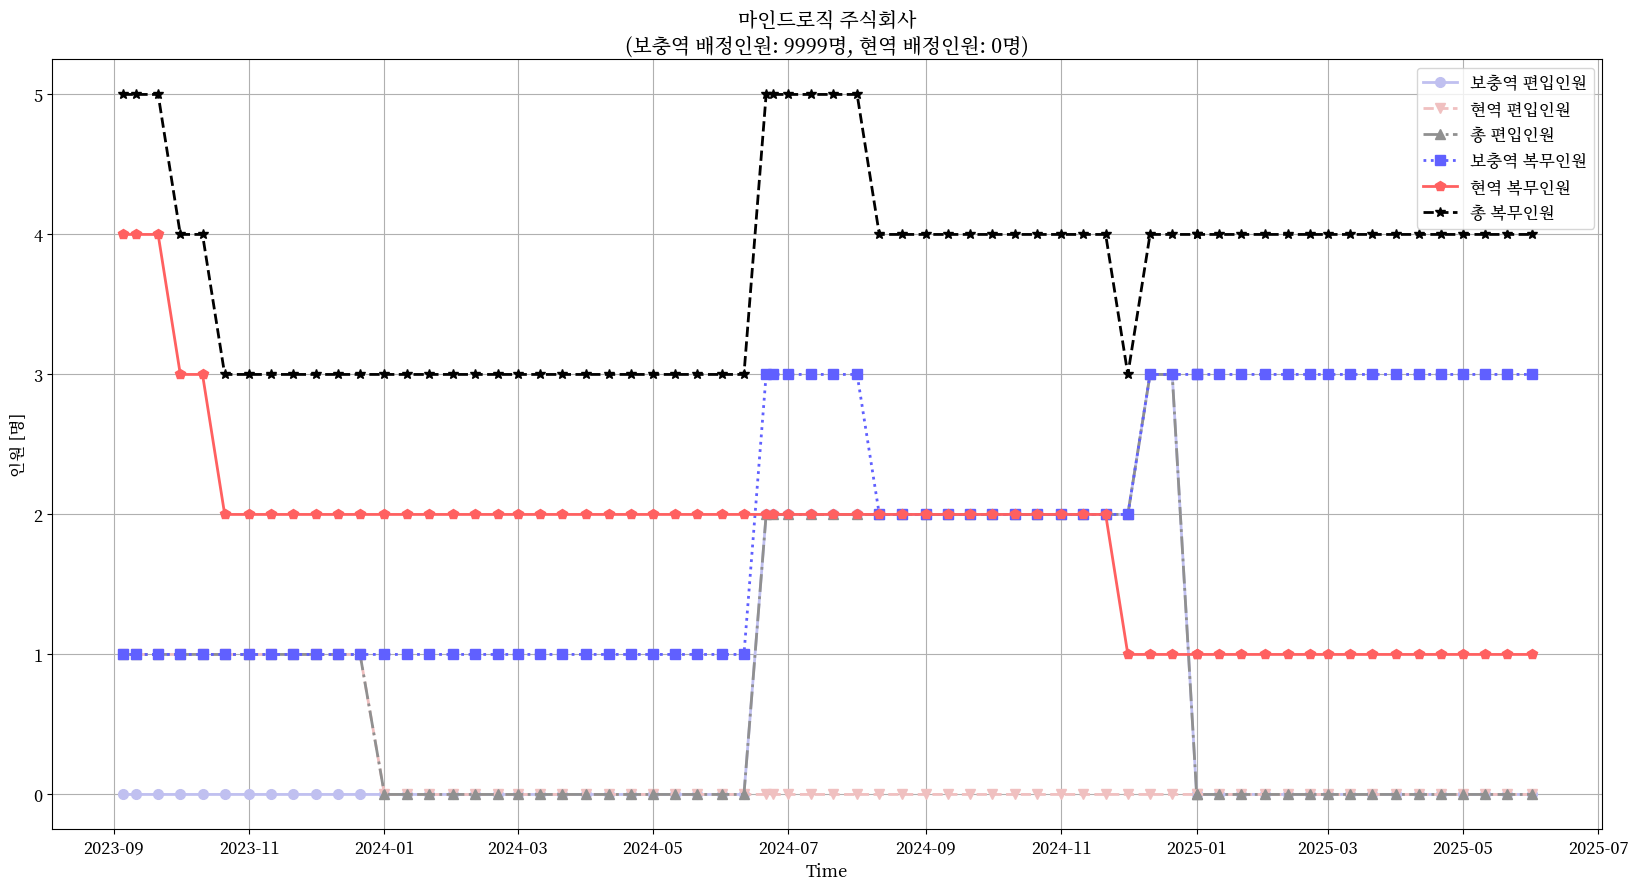 마인드로직 주식회사
(보충역 배정인원: 9999명, 현역 배정인원: 0명)
보충역 편입인원
현역 편입인원
총 편입인원
보충역 복무인원
현역 복무인원
총 복무인원
인원 [명]
5
4
3
2
1
0
2023-09
2023-11
2024-01
2024-03
2024-05
2024-07
2024-09
2024-11
2025-01
2025-03
2025-05
2025-07
Time